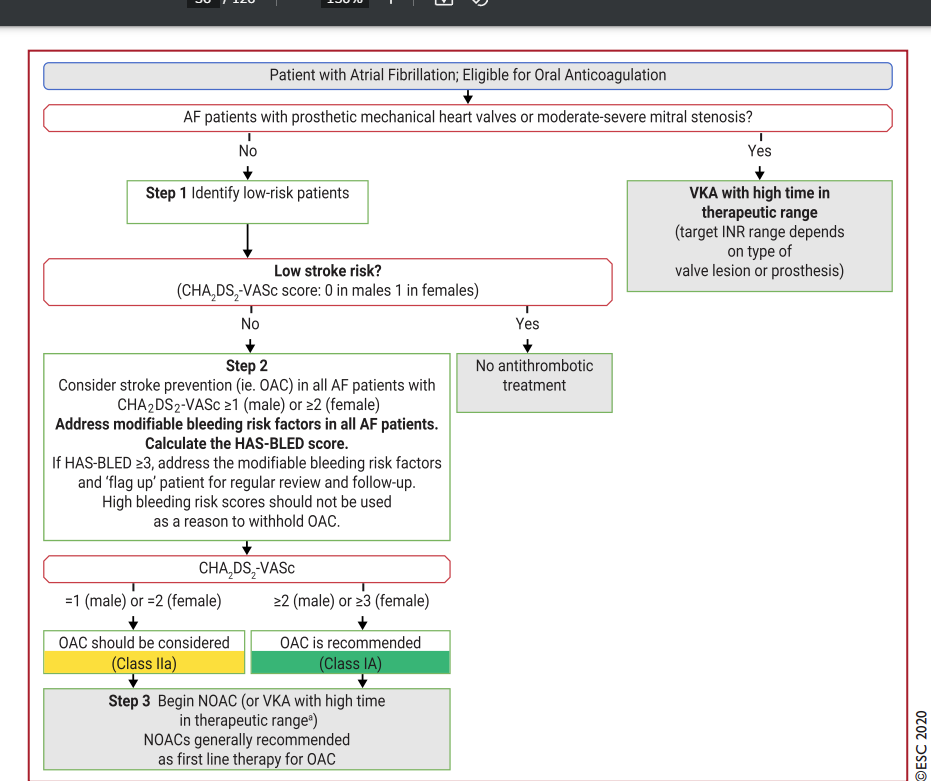 50 / 126
150%
Patient with Atrial Fibrillation; Eligible for Oral Anticoagulation
AF patients with prosthetic mechanical heart valves or moderate-severe mitral stenosis?
No
Yes
Step 1 Identify low-risk patients
VKA with high time in
therapeutic range
(target INR range depends
on type of
valve lesion or prosthesis)
Low stroke risk?
(CHA₂DS₂-VASc score: 0 in males 1 in females)
No
Yes
Step 2
Consider stroke prevention (ie. OAC) in all AF patients with
CHA₂DS₂-VASc ≥1 (male) or ≥2 (female)
Address modifiable bleeding risk factors in all AF patients.
Calculate the HAS-BLED score.
If HAS-BLED ≥3, address the modifiable bleeding risk factors
and ‘flag up’ patient for regular review and follow-up.
High bleeding risk scores should not be used
as a reason to withhold OAC.
No antithrombotic
treatment
CHA₂DS₂-VASc
=1 (male) or =2 (female)
≥2 (male) or ≥3 (female)
OAC should be considered
(Class IIa)
OAC is recommended
(Class IA)
Step 3 Begin NOAC (or VKA with high time
in therapeutic rangeᵃ)
NOACs generally recommended
as first line therapy for OAC
©ESC 2020